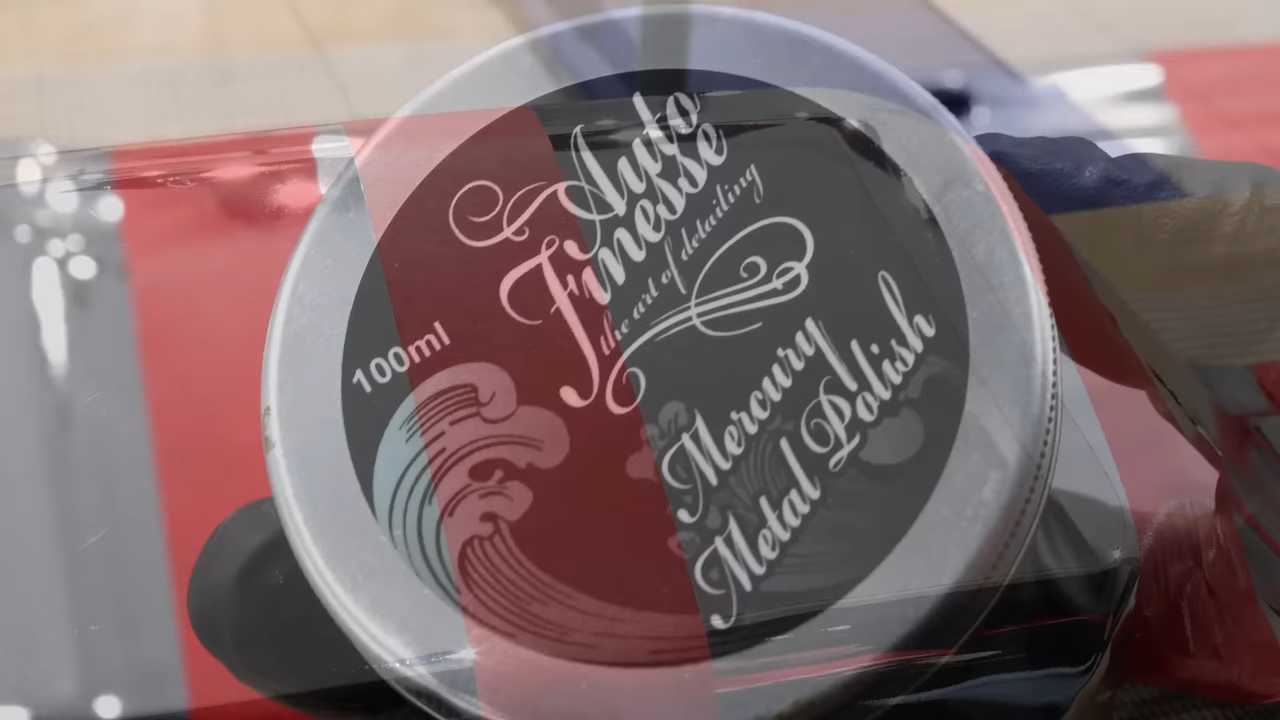 Auto
Finesse
the art of detailing
100ml
Mercury
Metal Polish